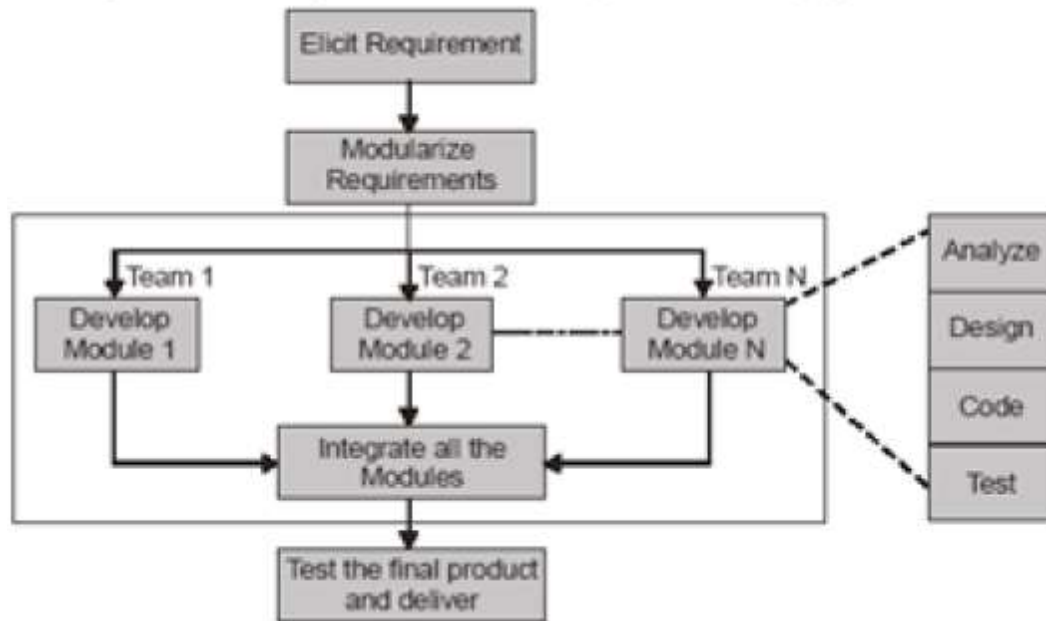 Elicit Requirement
Modularize
Requirements
Team 1
Team 2
Team N
Develop
Module 1
Develop
Module 2
Develop
Module N
Integrate all the
Modules
Test the final product
and deliver
Analyze
Design
Code
Test